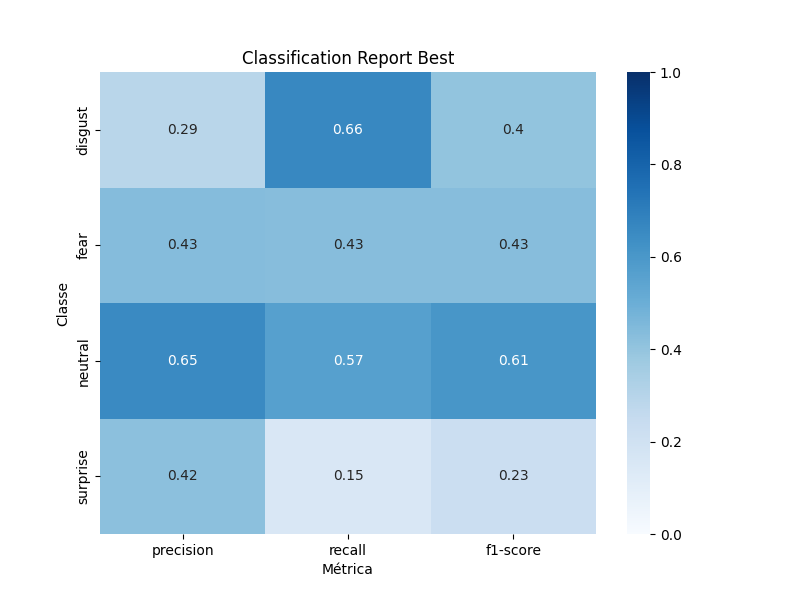 Classification Report Best
Classe
disgust 0.29 0.66 0.4
fear 0.43 0.43 0.43
neutral 0.65 0.57 0.61
surprise 0.42 0.15 0.23
precision recall f1-score
Métrica
1.0
0.8
0.6
0.4
0.2
0.0